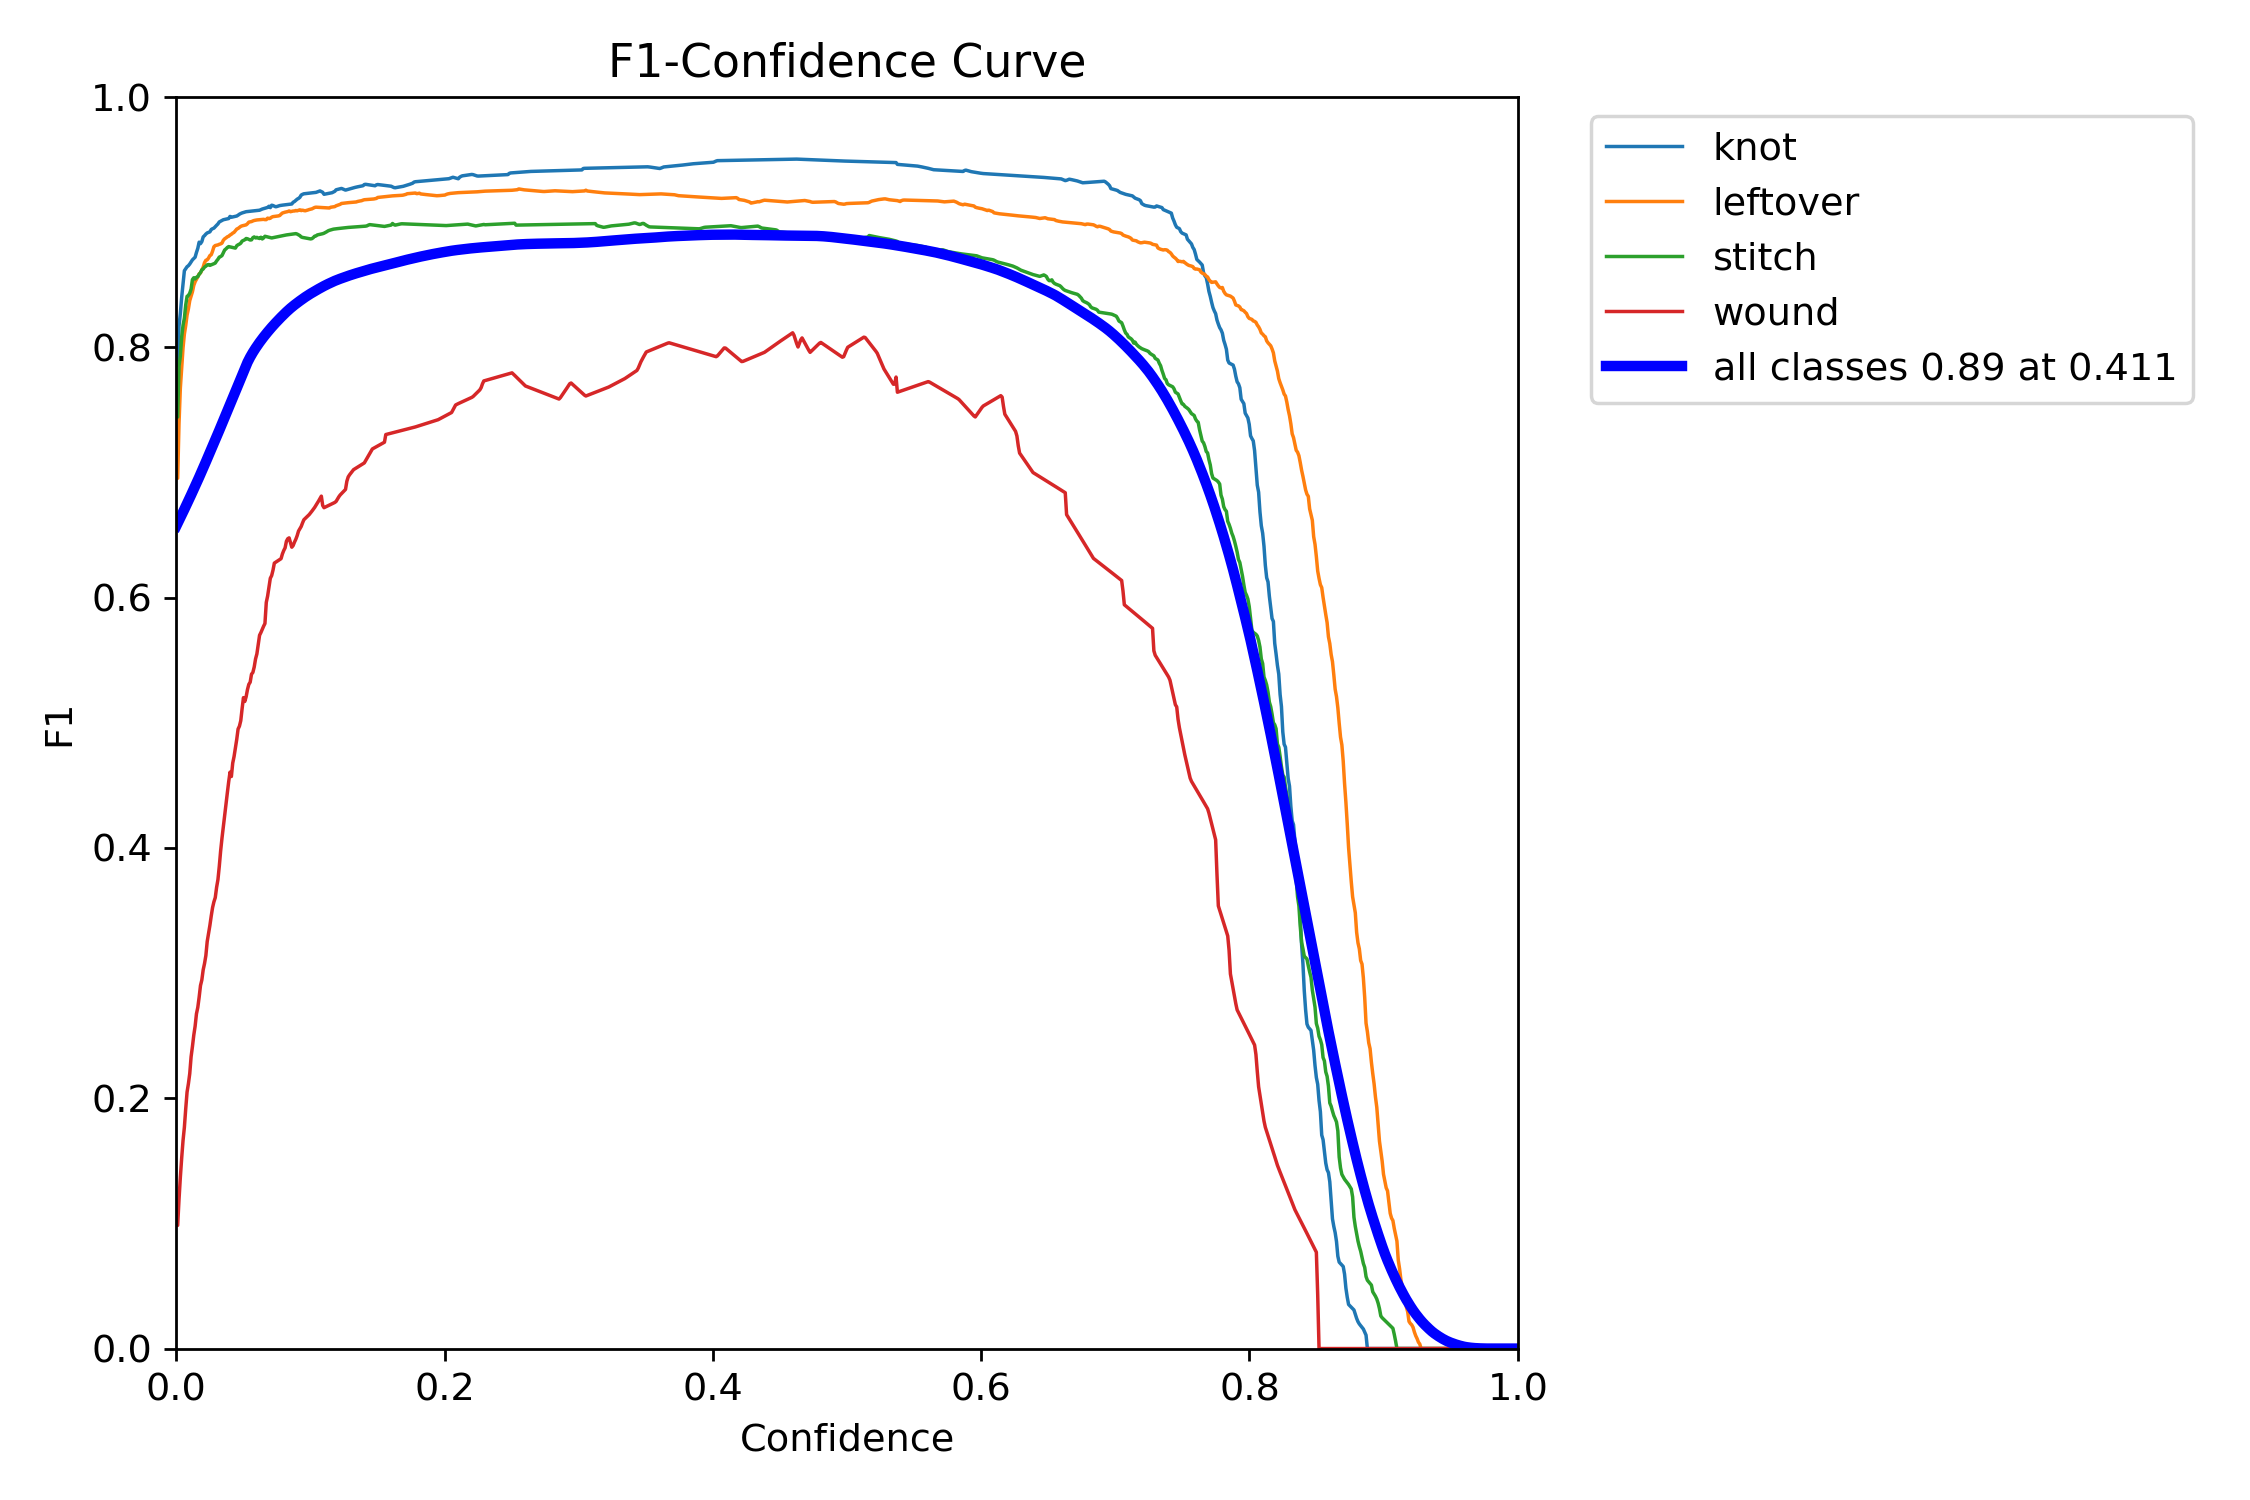 F1-Confidence Curve
1.0
0.8
0.6
0.4
0.2
0.0
F1
0.0 0.2 0.4 0.6 0.8 1.0
Confidence
knot
leftover
stitch
wound
all classes 0.89 at 0.411